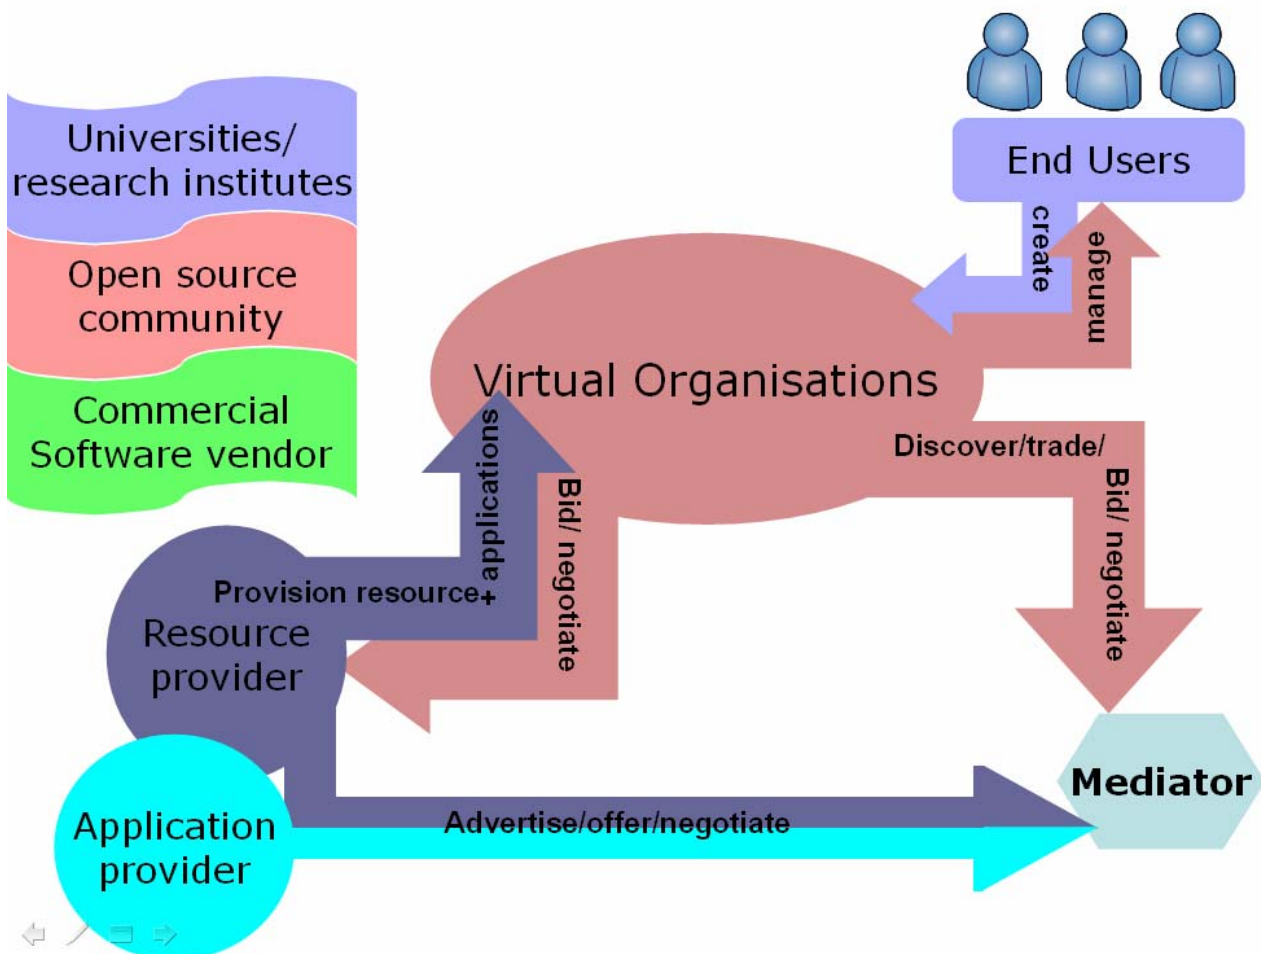 Universities/
research institutes
Open source
community
Commercial
Software vendor
End Users
create
manage
Virtual Organisations
Discover/trade/
Bid/ negotiate
applications
Bid/ negotiate
Provision resource+
Resource
provider
Application
provider
Advertise/offer/negotiate
Mediator